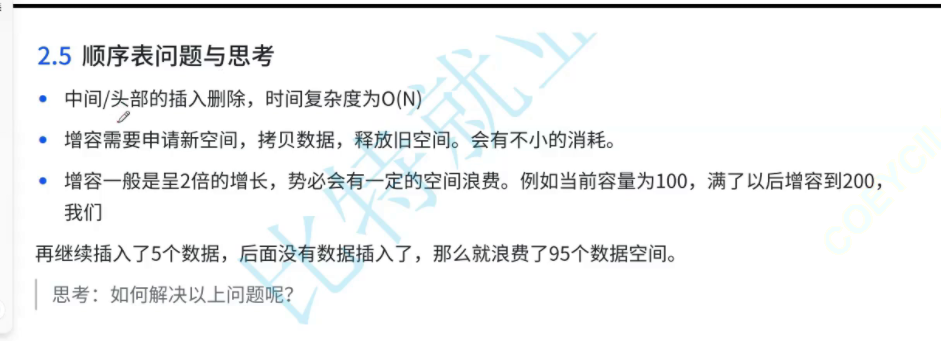 2.5 顺序表问题与思考
中间/头部的插入删除，时间复杂度为O(N)
增容需要申请新空间，拷贝数据，释放旧空间。会有不小的消耗。
增容一般是呈2倍的增长，势必会有一定的空间浪费。例如当前容量为100，满了以后增容到200，
我们
再继续插入了5个数据，后面没有数据插入了，那么就浪费了95个数据空间。
思考：如何解决以上问题呢？
比特就业